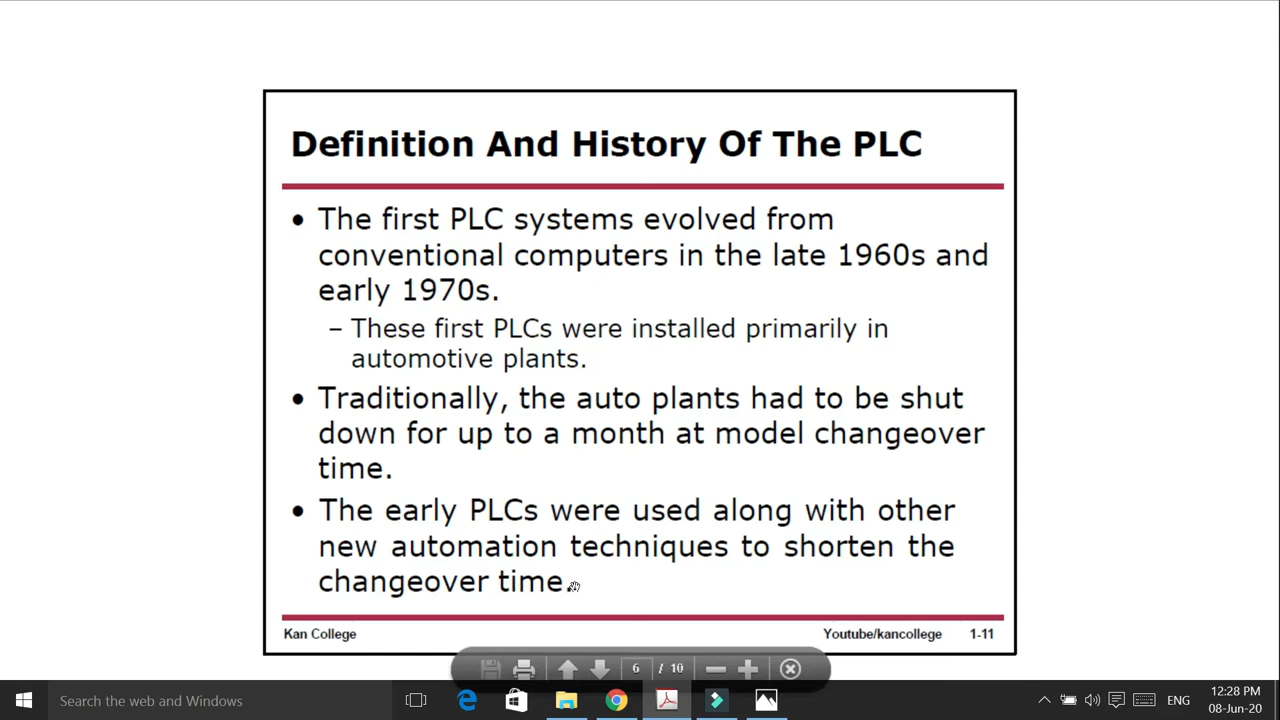 Definition And History Of The PLC
• The first PLC systems evolved from
conventional computers in the late 1960s and
early 1970s.
– These first PLCs were installed primarily in
automotive plants.
• Traditionally, the auto plants had to be shut
down for up to a month at model changeover
time.
• The early PLCs were used along with other
new automation techniques to shorten the
changeover time.
Kan College Youtube/kancollege 1-11
6 / 10
Search the web and Windows ENG 12:28 PM
08-Jun-20